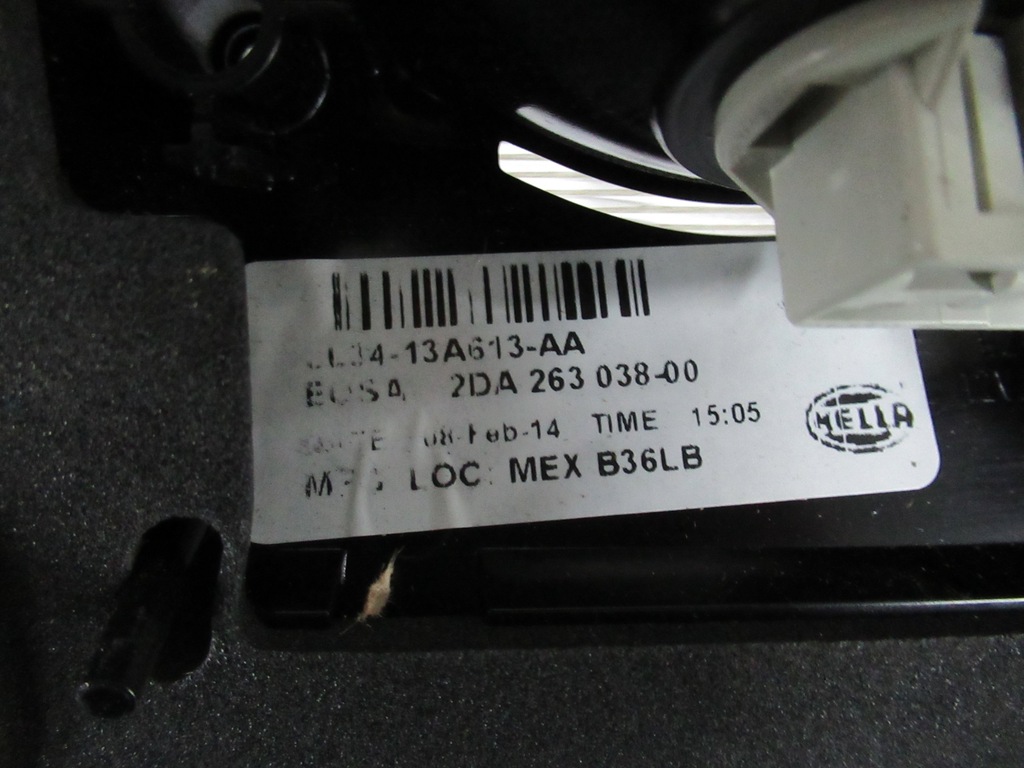 13A613-AA
2DA 263 038-00
08-Feb-14 TIME 15:05
LOC: MEX B36LB
HELLA